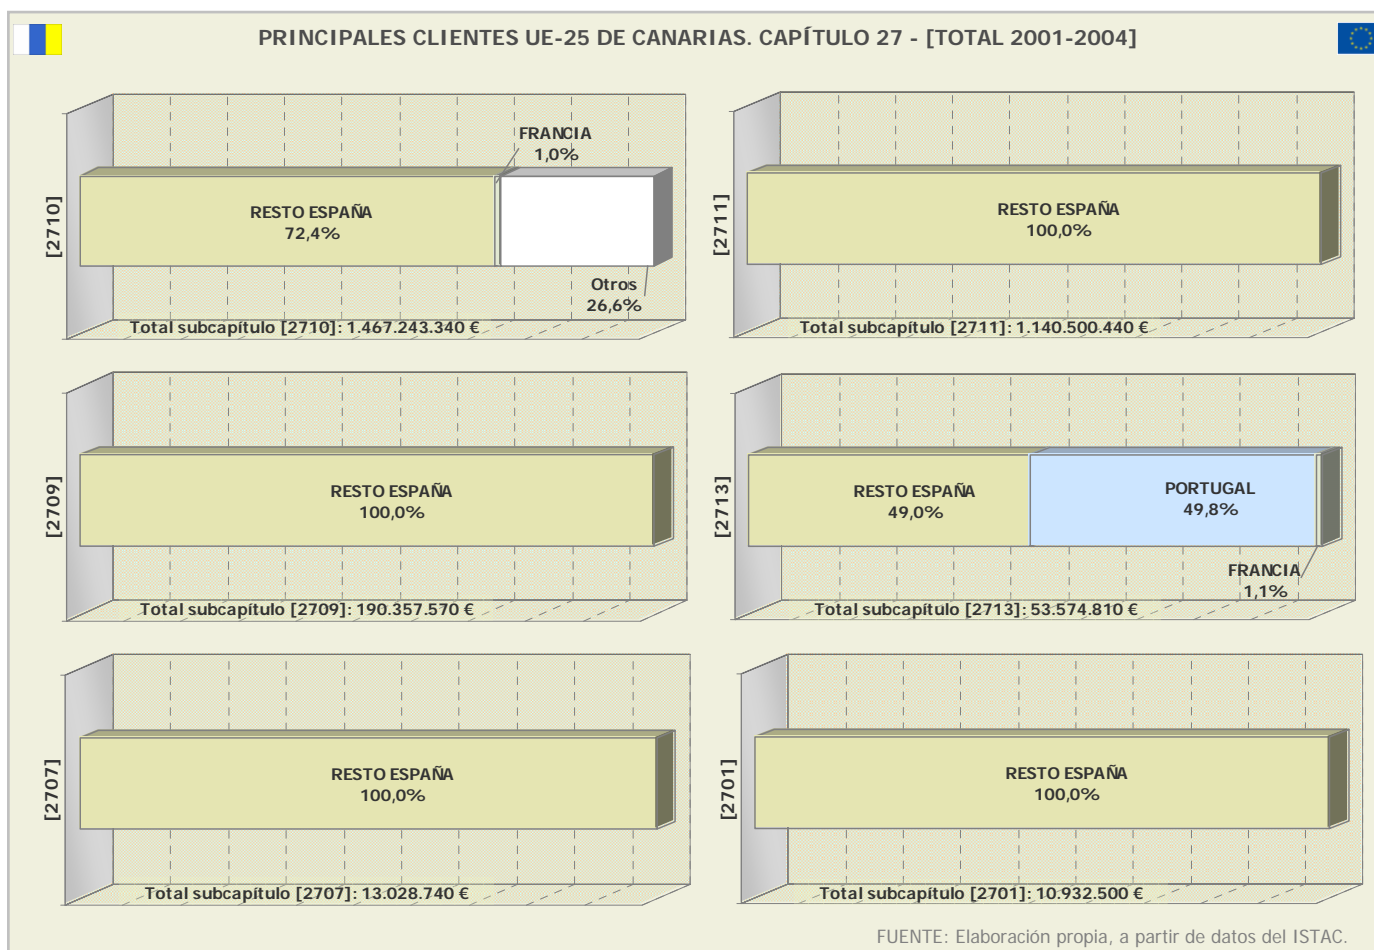 PRINCIPALES CLIENTES UE-25 DE CANARIAS. CAPÍTULO 27 - [TOTAL 2001-2004]
[2710]
RESTO ESPAÑA
72,4%
FRANCIA
1,0%
Otros
26,6%
Total subcapítulo [2710]: 1.467.243.340 €
[2711]
RESTO ESPAÑA
100,0%
Total subcapítulo [2711]: 1.140.500.440 €
[2709]
RESTO ESPAÑA
100,0%
Total subcapítulo [2709]: 190.357.570 €
[2713]
RESTO ESPAÑA
49,0%
PORTUGAL
49,8%
FRANCIA
1,1%
Total subcapítulo [2713]: 53.574.810 €
[2707]
RESTO ESPAÑA
100,0%
Total subcapítulo [2707]: 13.028.740 €
[2701]
RESTO ESPAÑA
100,0%
Total subcapítulo [2701]: 10.932.500 €
FUENTE: Elaboración propia, a partir de datos del ISTAC.